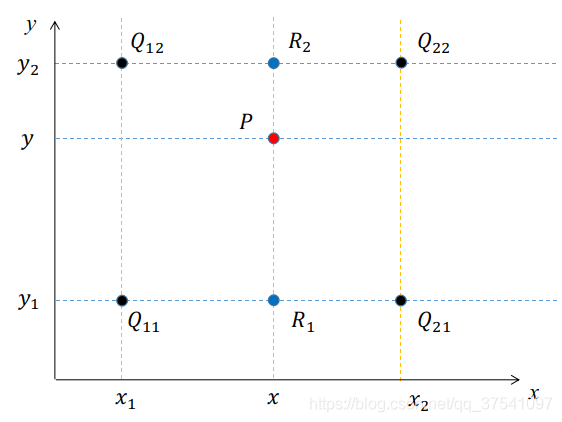 y
Q₁₂ R₂ Q₂₂
y₂
P
y
y₁
Q₁₁ R₁ Q₂₁
x₁ x x₂ x
https://blog.csdn.net/qq_37541097